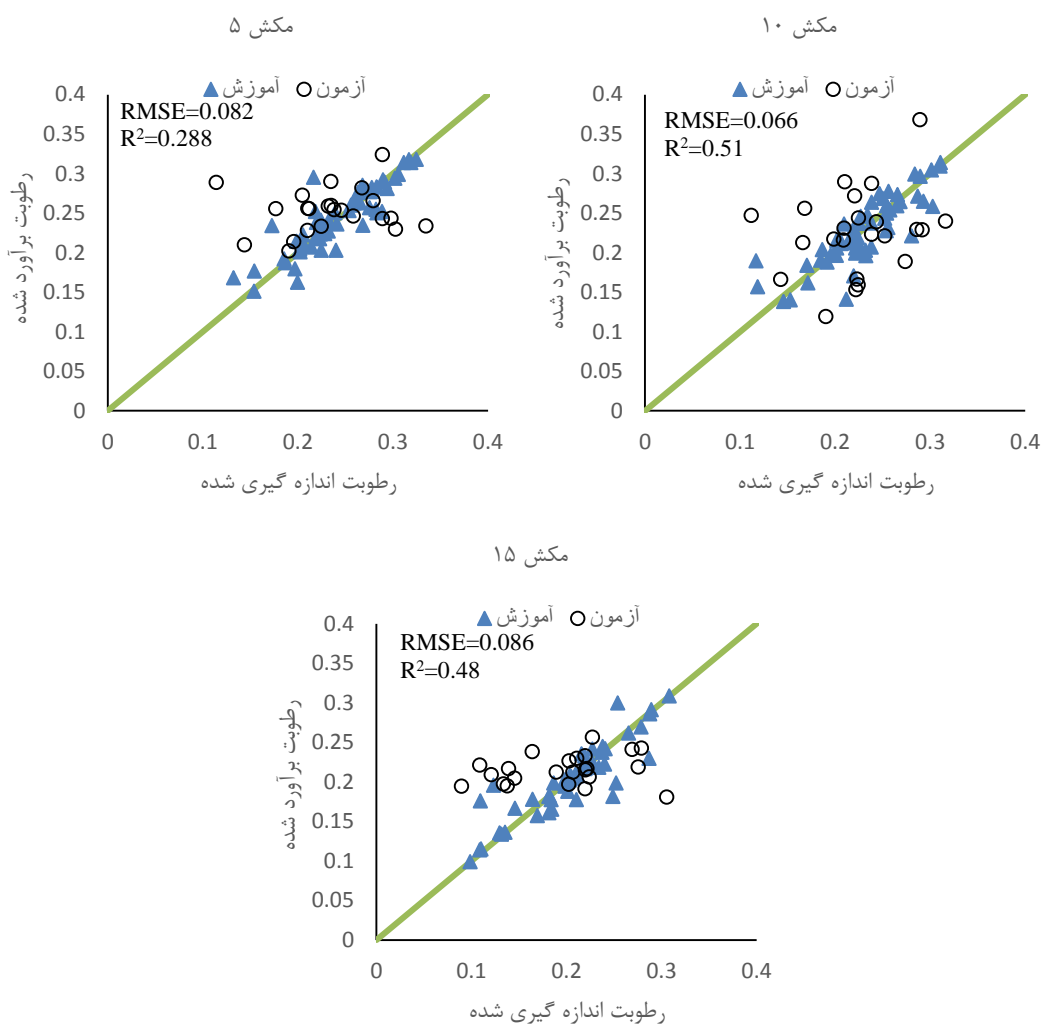 مکش ۵
آموزش آزمون
RMSE=0.082
R²=0.288
0.4
0.35
0.3
0.25
0.2
0.15
0.1
0.05
0
0 0.1 0.2 0.3 0.4
رطوبت برآورد شده
رطوبت اندازه گیری شده
مکش ۱۰
آموزش آزمون
RMSE=0.066
R²=0.51
0.4
0.35
0.3
0.25
0.2
0.15
0.1
0.05
0
0 0.1 0.2 0.3 0.4
رطوبت برآورد شده
رطوبت اندازه گیری شده
مکش ۱۵
آموزش آزمون
RMSE=0.086
R²=0.48
0.4
0.35
0.3
0.25
0.2
0.15
0.1
0.05
0
0 0.1 0.2 0.3 0.4
رطوبت برآورد شده
رطوبت اندازه گیری شده